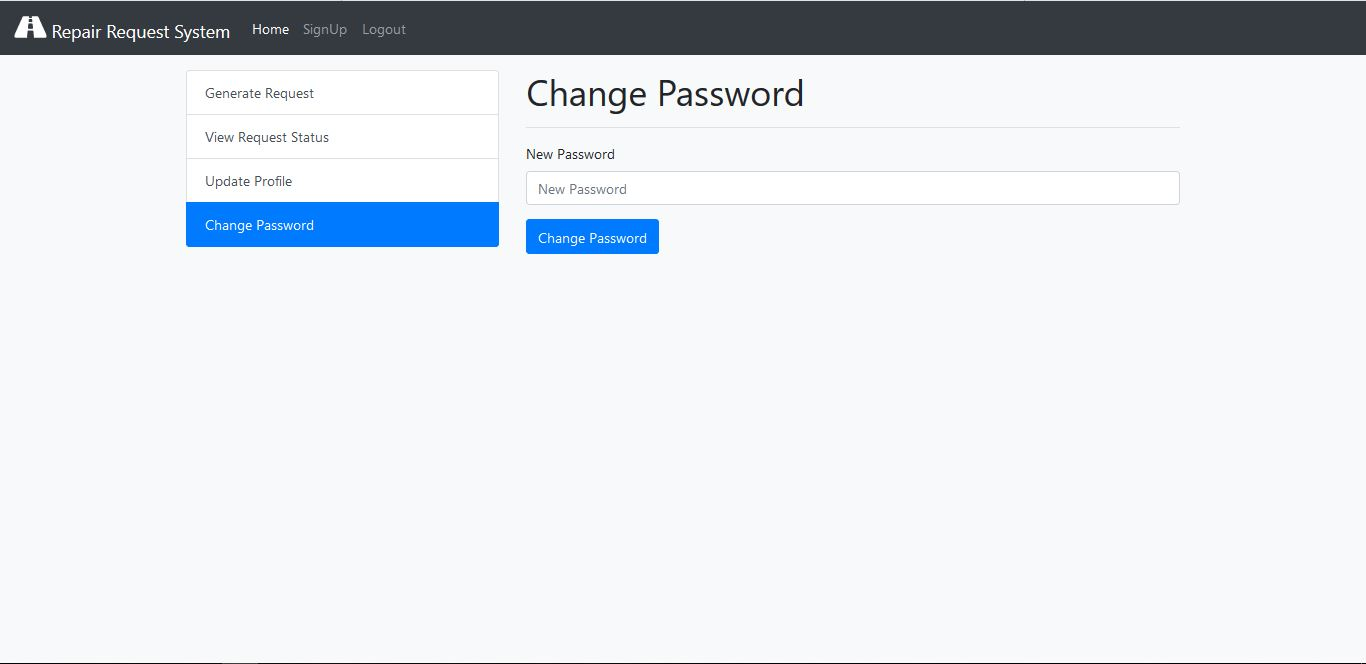 Repair Request System Home SignUp Logout
Generate Request
View Request Status
Update Profile
Change Password
Change Password
New Password
New Password
Change Password